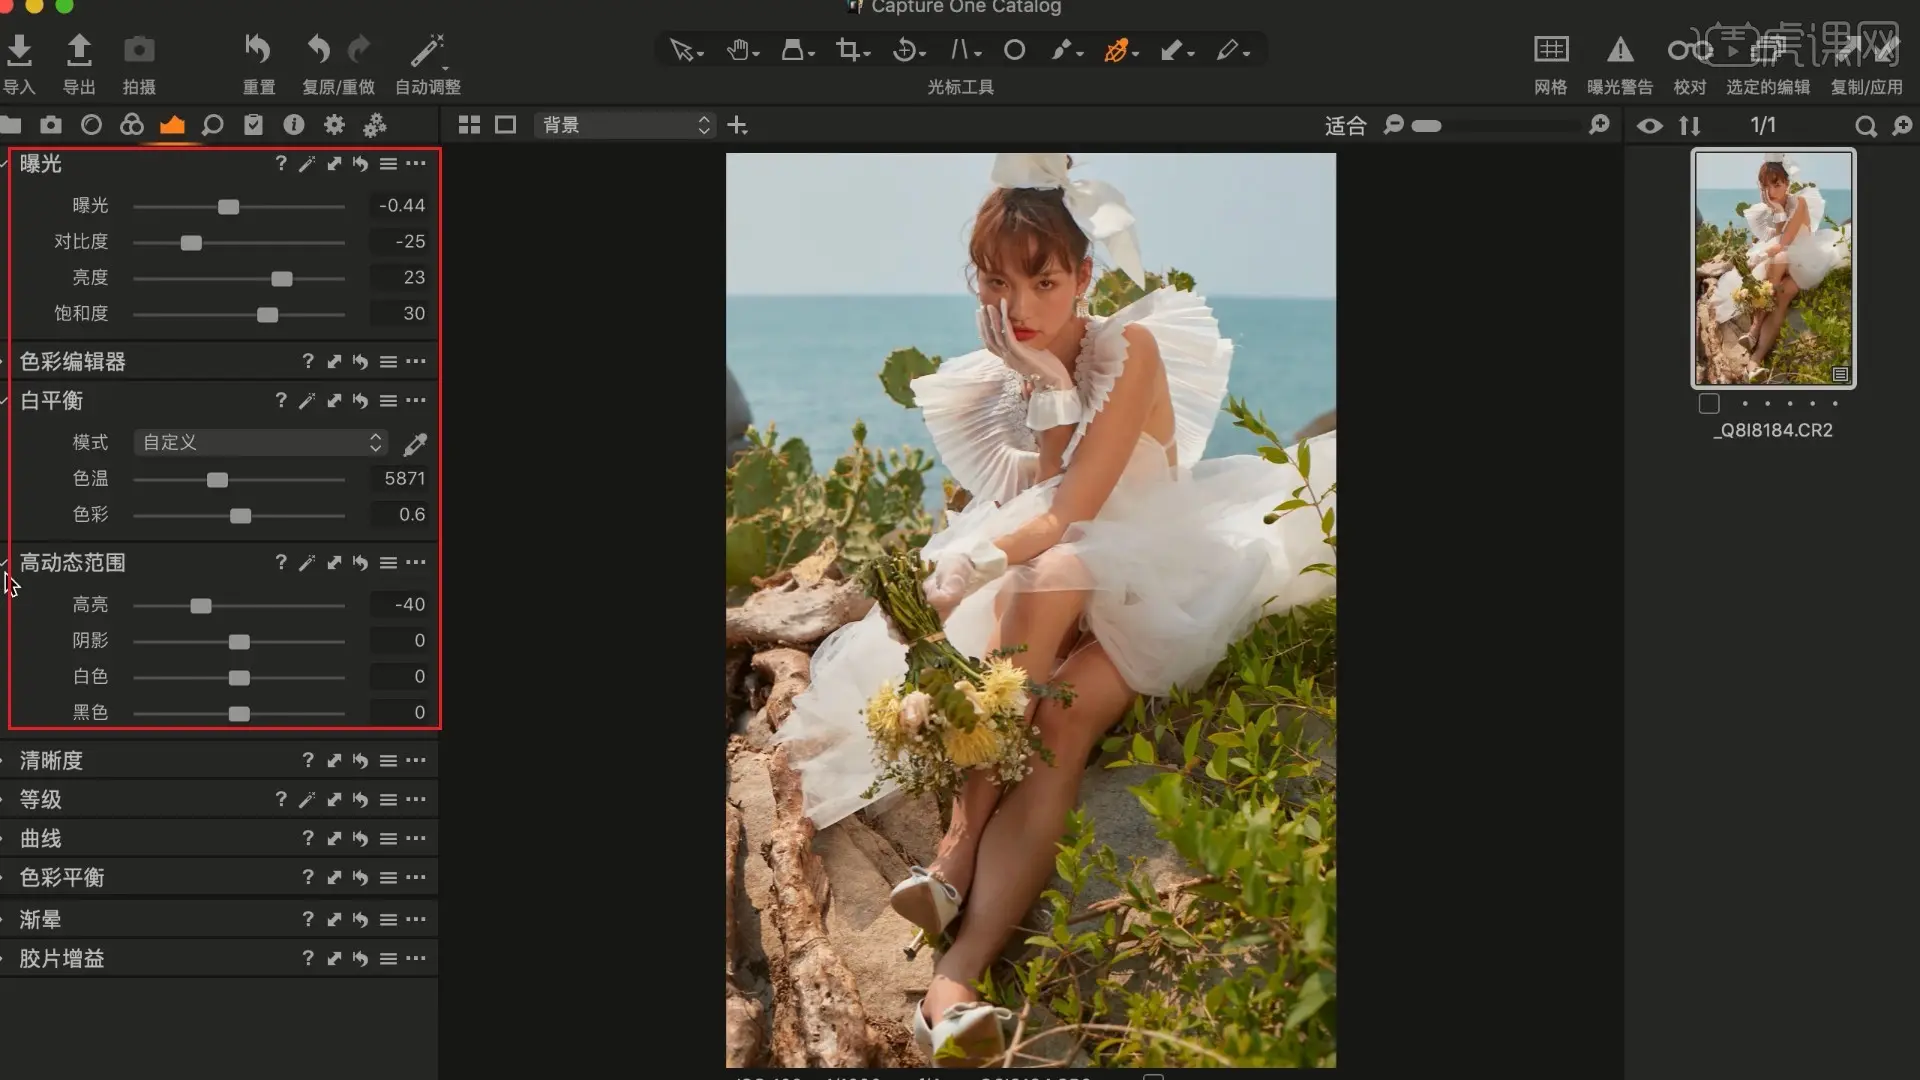 Capture One Catalog
导入
导出
拍摄
重置
复原/重做
自动调整
光标工具
网格
曝光警告
校对
选定的编辑
复制/应用
虎课网
背景
适合
1/1
曝光
曝光 -0.44
对比度 -25
亮度 23
饱和度 30
色彩编辑器
白平衡
模式 自定义
色温 5871
色彩 0.6
高动态范围
高亮 -40
阴影 0
白色 0
黑色 0
清晰度
等级
曲线
色彩平衡
渐晕
胶片增益
_Q8I8184.CR2